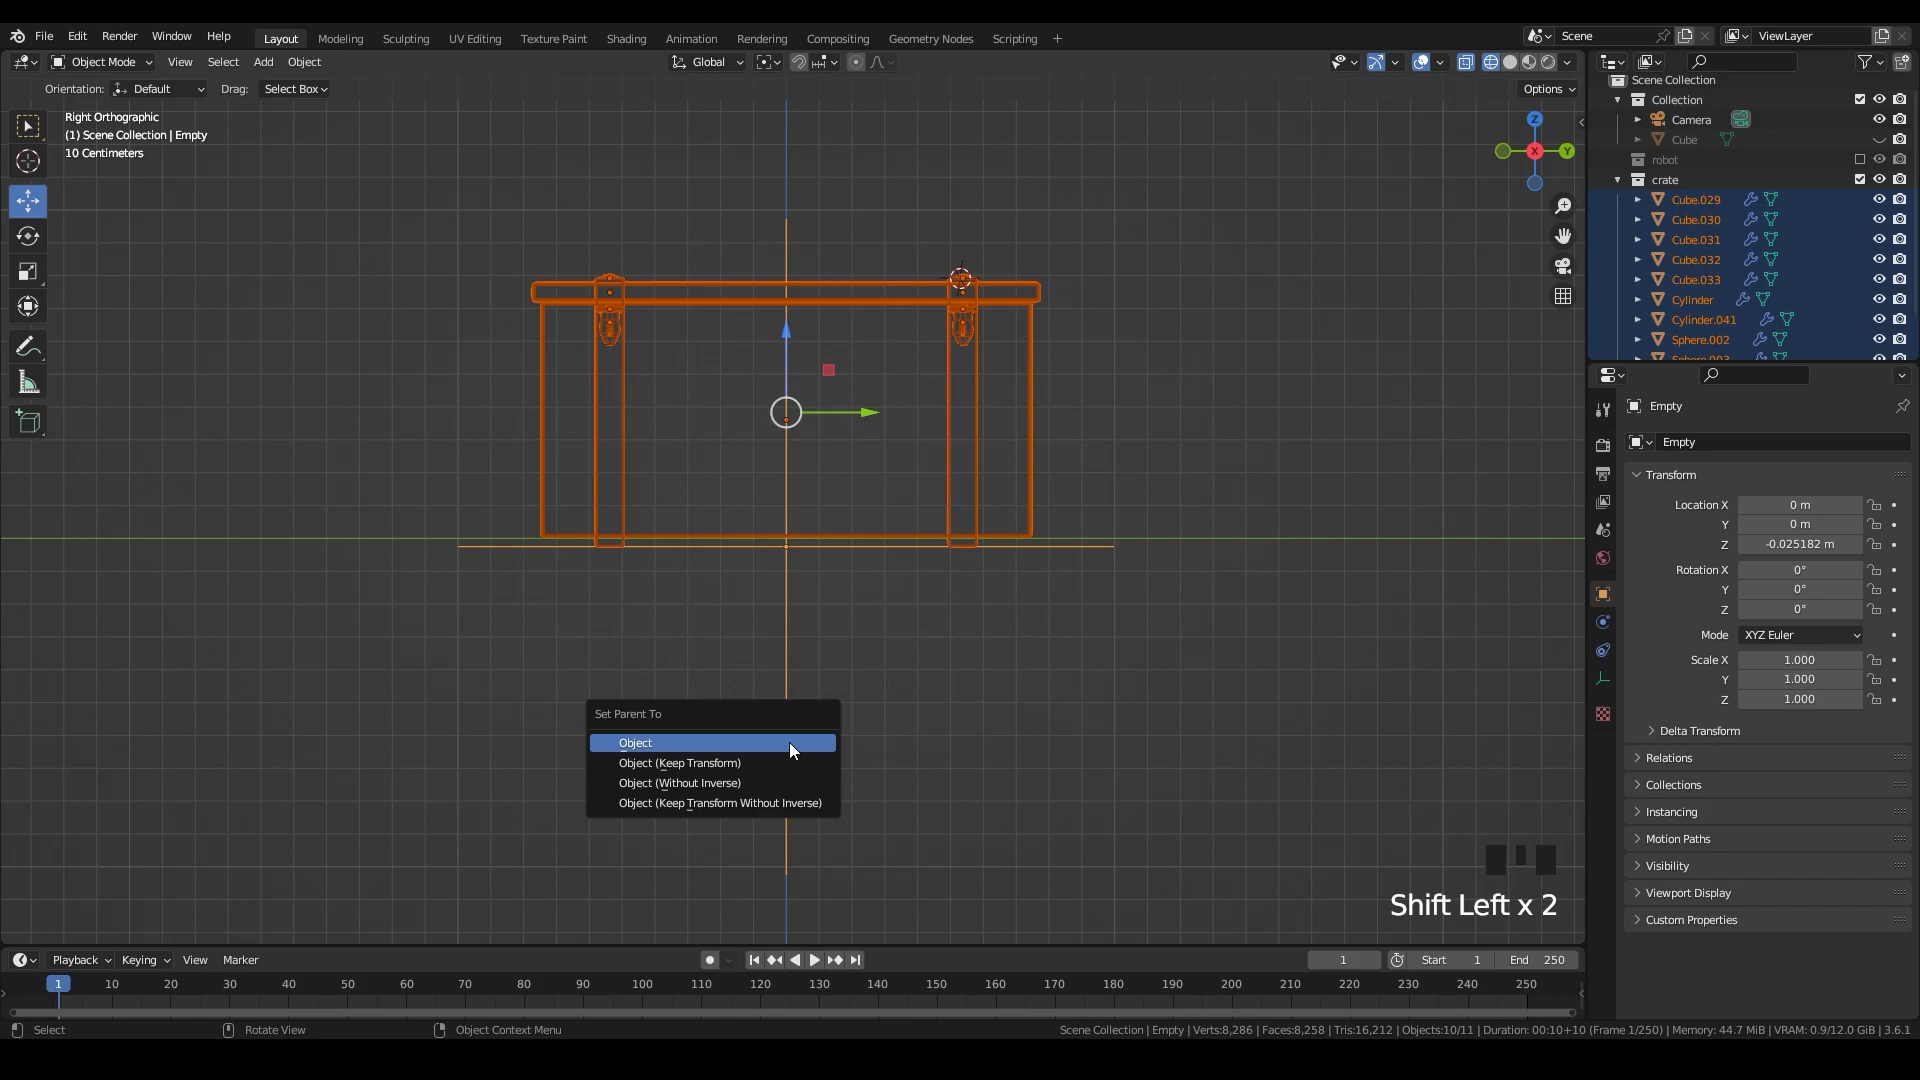 File Edit Render Window Help Layout Modeling Sculpting UV Editing Texture Paint Shading Animation Rendering Compositing Geometry Nodes Scripting + Scene ViewLayer
Object Mode View Select Add Object Global
Orientation: Default Drag: Select Box Options
Right Orthographic
(1) Scene Collection | Empty
10 Centimeters
Z
X
Y
Scene Collection
Collection
Camera
Cube
robot
crate
Cube.029
Cube.030
Cube.031
Cube.032
Cube.033
Cylinder
Cylinder.041
Sphere.002
Sphere.003
Empty
Empty
Transform
Location X 0 m
Y 0 m
Z -0.025182 m
Rotation X 0°
Y 0°
Z 0°
Mode XYZ Euler
Scale X 1.000
Y 1.000
Z 1.000
Delta Transform
Relations
Collections
Instancing
Motion Paths
Visibility
Viewport Display
Custom Properties
Set Parent To
Object
Object (Keep Transform)
Object (Without Inverse)
Object (Keep Transform Without Inverse)
Shift Left x 2
Playback Keying View Marker 1 Start 1 End 250
1 10 20 30 40 50 60 70 80 90 100 110 120 130 140 150 160 170 180 190 200 210 220 230 240 250
Select Rotate View Object Context Menu Scene Collection | Empty | Verts:8,286 | Faces:8,258 | Tris:16,212 | Objects:10/11 | Duration: 00:10+10 (Frame 1/250) | Memory: 44.7 MiB | VRAM: 0.9/12.0 GiB | 3.6.1